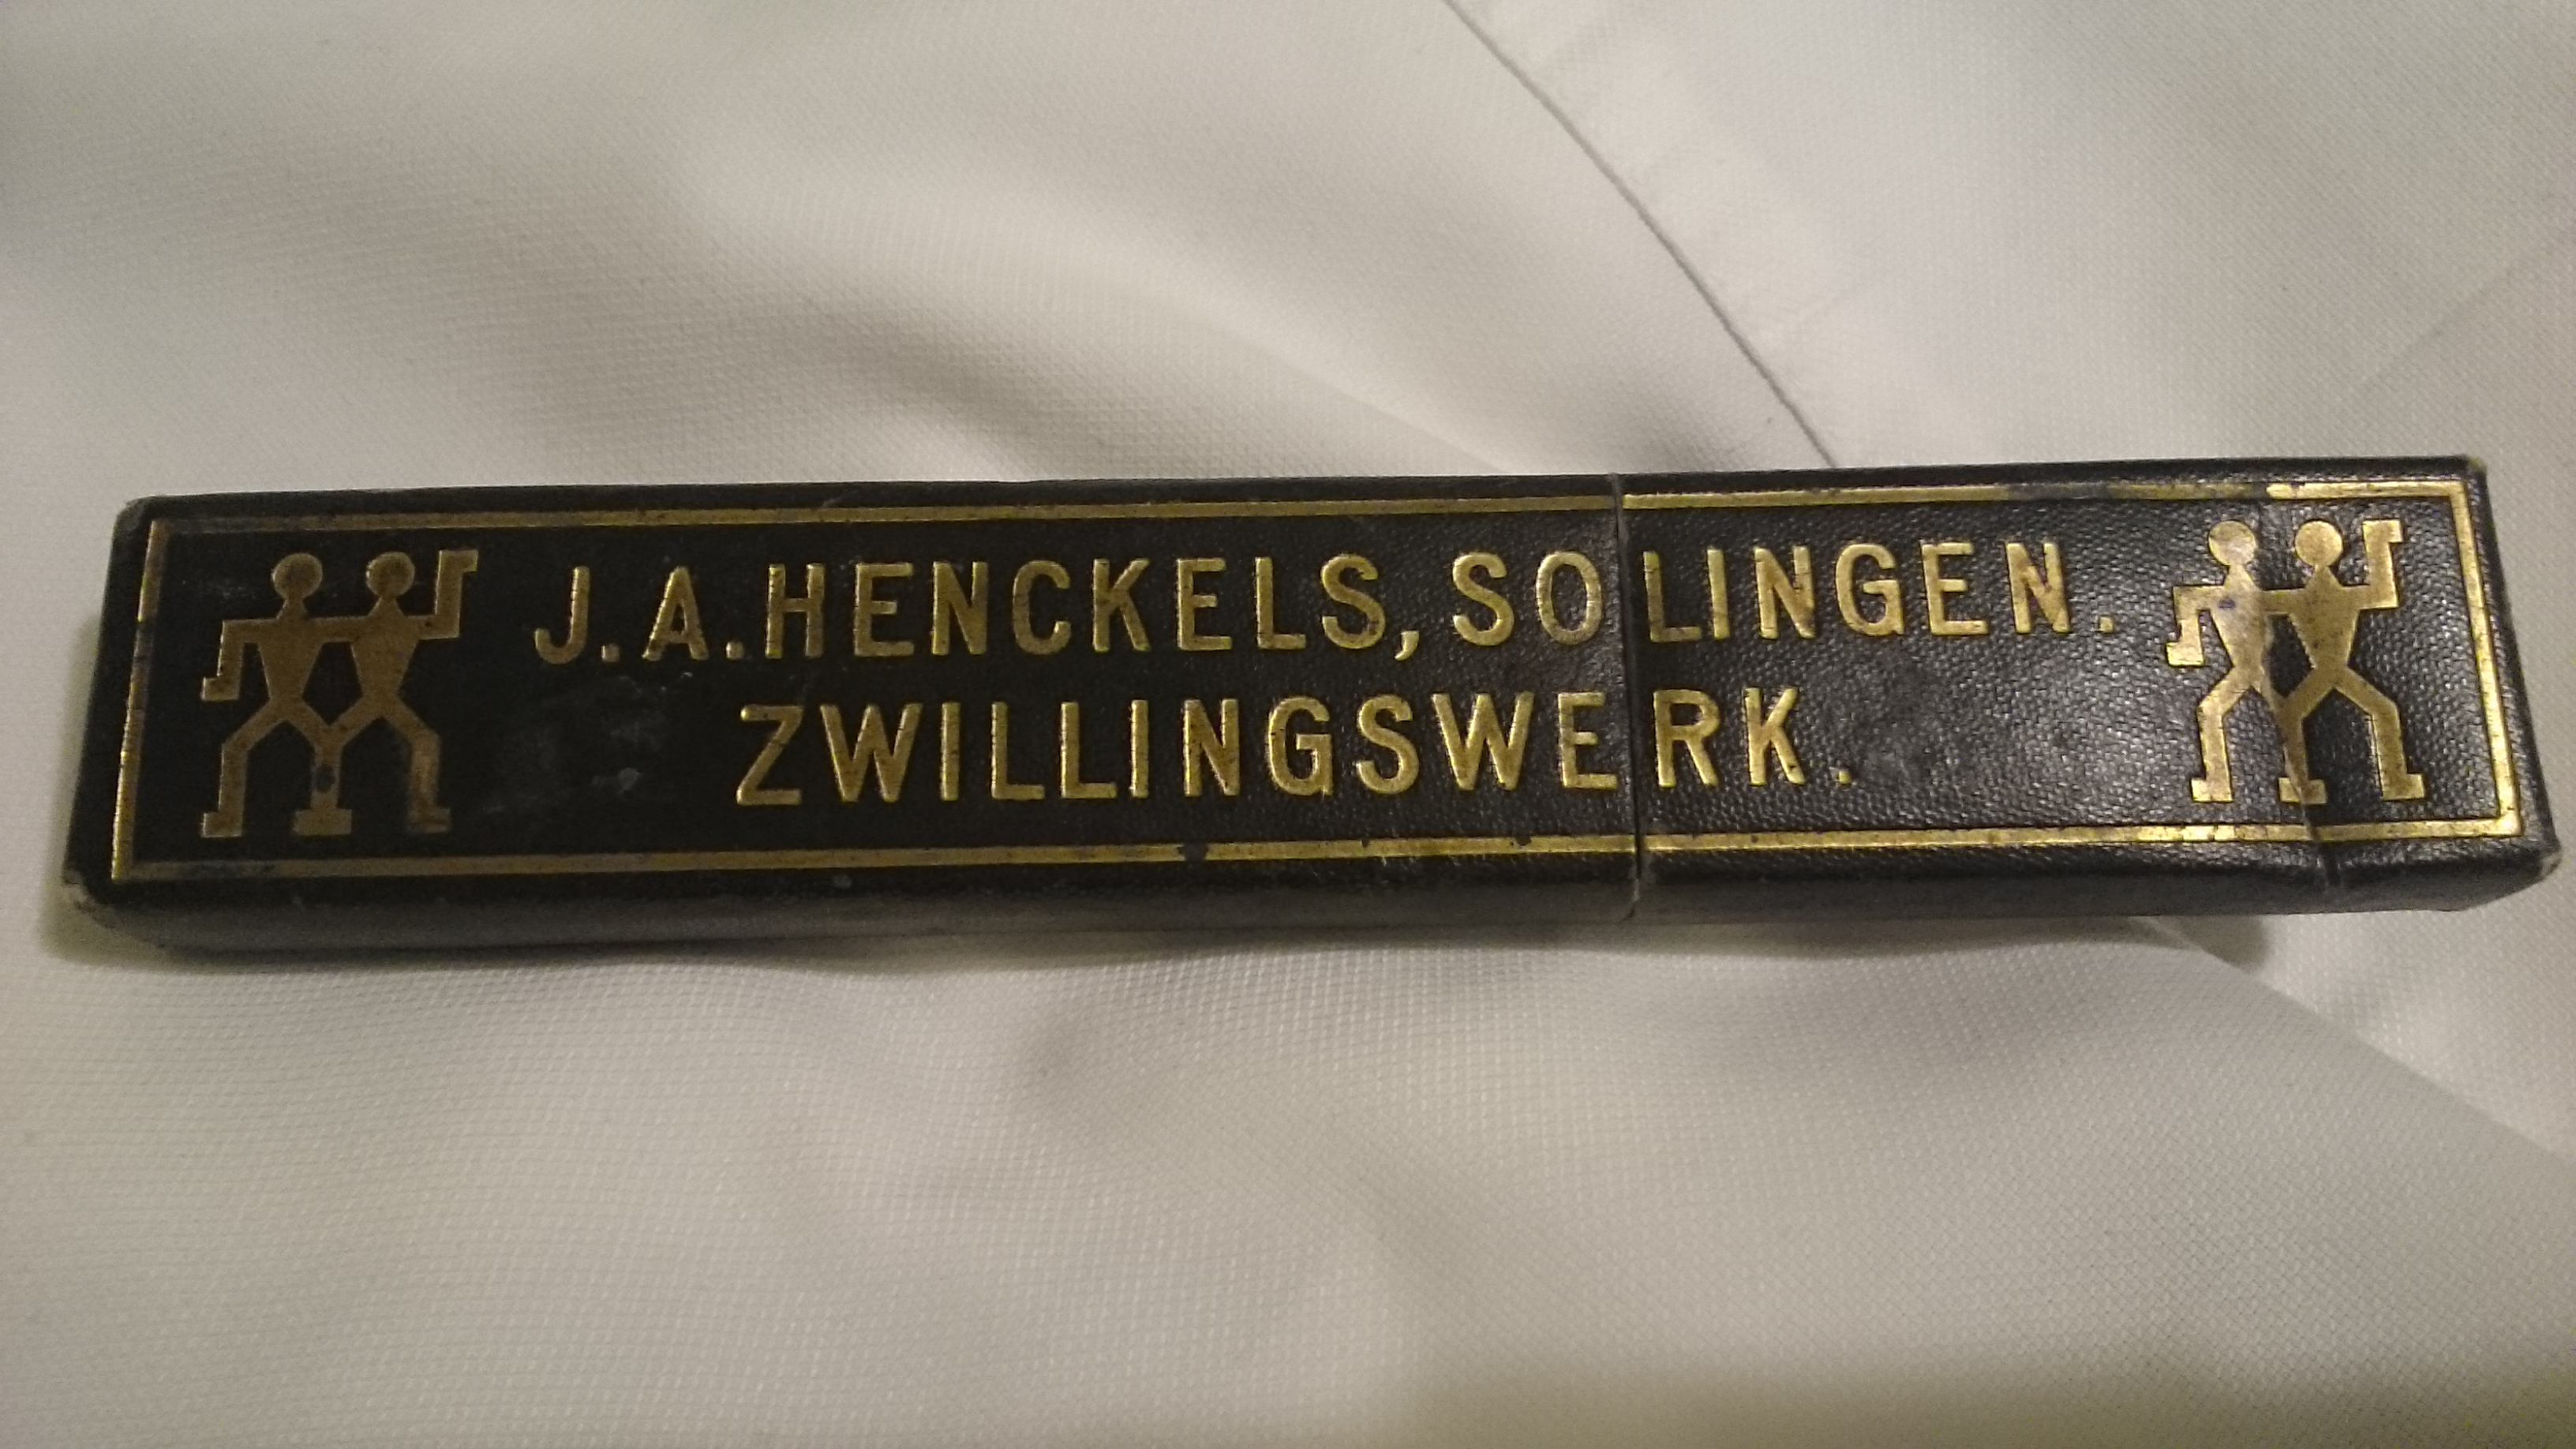 J. A. HENCKELS, SOLINGEN.
ZWILLINGSWERK.